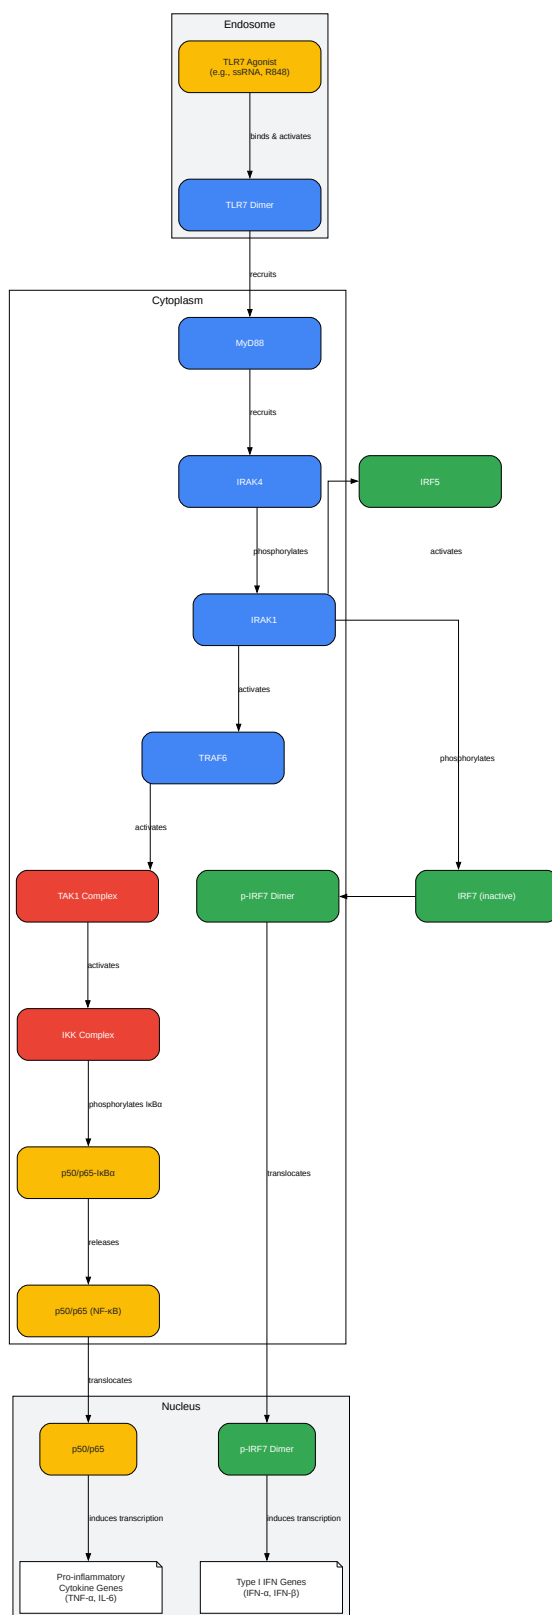 Endosome
TLR7 Agonist
(e.g., ssRNA, R848)
binds & activates
TLR7 Dimer
recruits
Cytoplasm
MyD88
recruits
IRAK4
IRF5
phosphorylates
activates
IRAK1
activates
TRAF6
phosphorylates
activates
TAK1 Complex
p-IRF7 Dimer
IRF7 (inactive)
activates
IKK Complex
phosphorylates IκBα
p50/p65-IκBα
translocates
releases
p50/p65 (NF-κB)
translocates
Nucleus
p50/p65
p-IRF7 Dimer
induces transcription
induces transcription
Pro-inflammatory
Cytokine Genes
(TNF-α, IL-6)
Type I IFN Genes
(IFN-α, IFN-β)